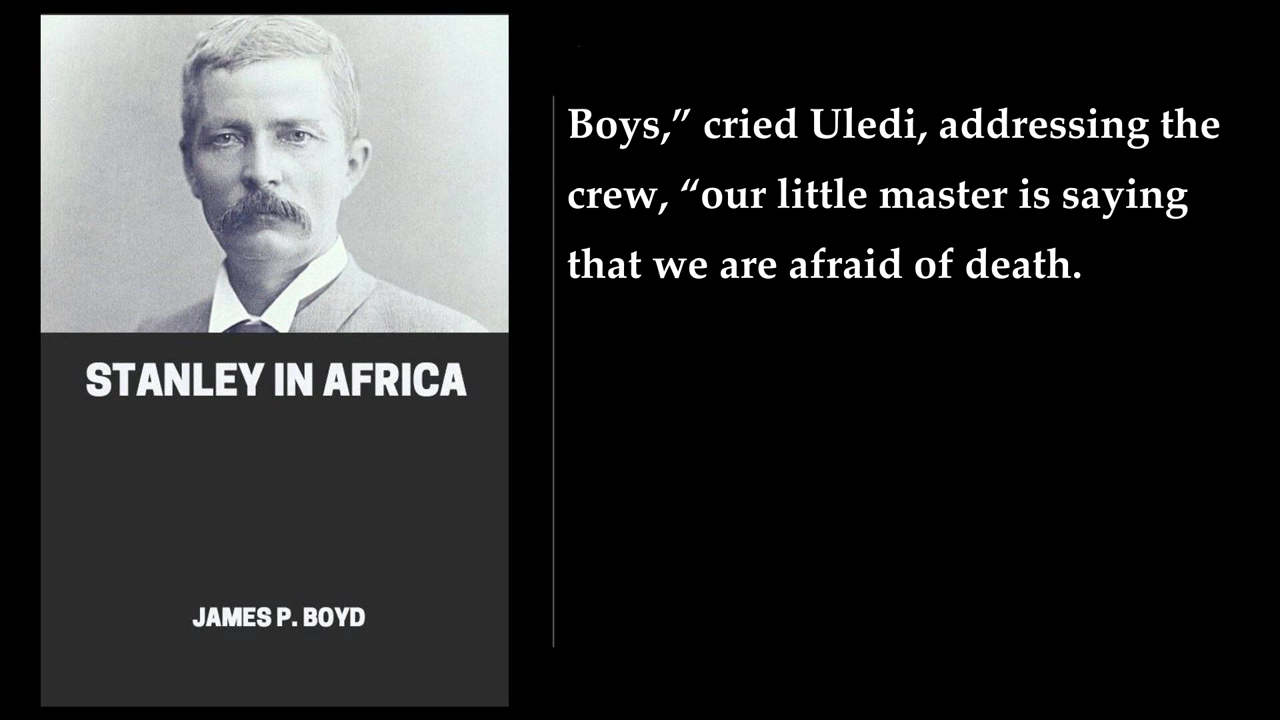 STANLEY IN AFRICA
JAMES P. BOYD
Boys,” cried Uledi, addressing the
crew, “our little master is saying
that we are afraid of death.